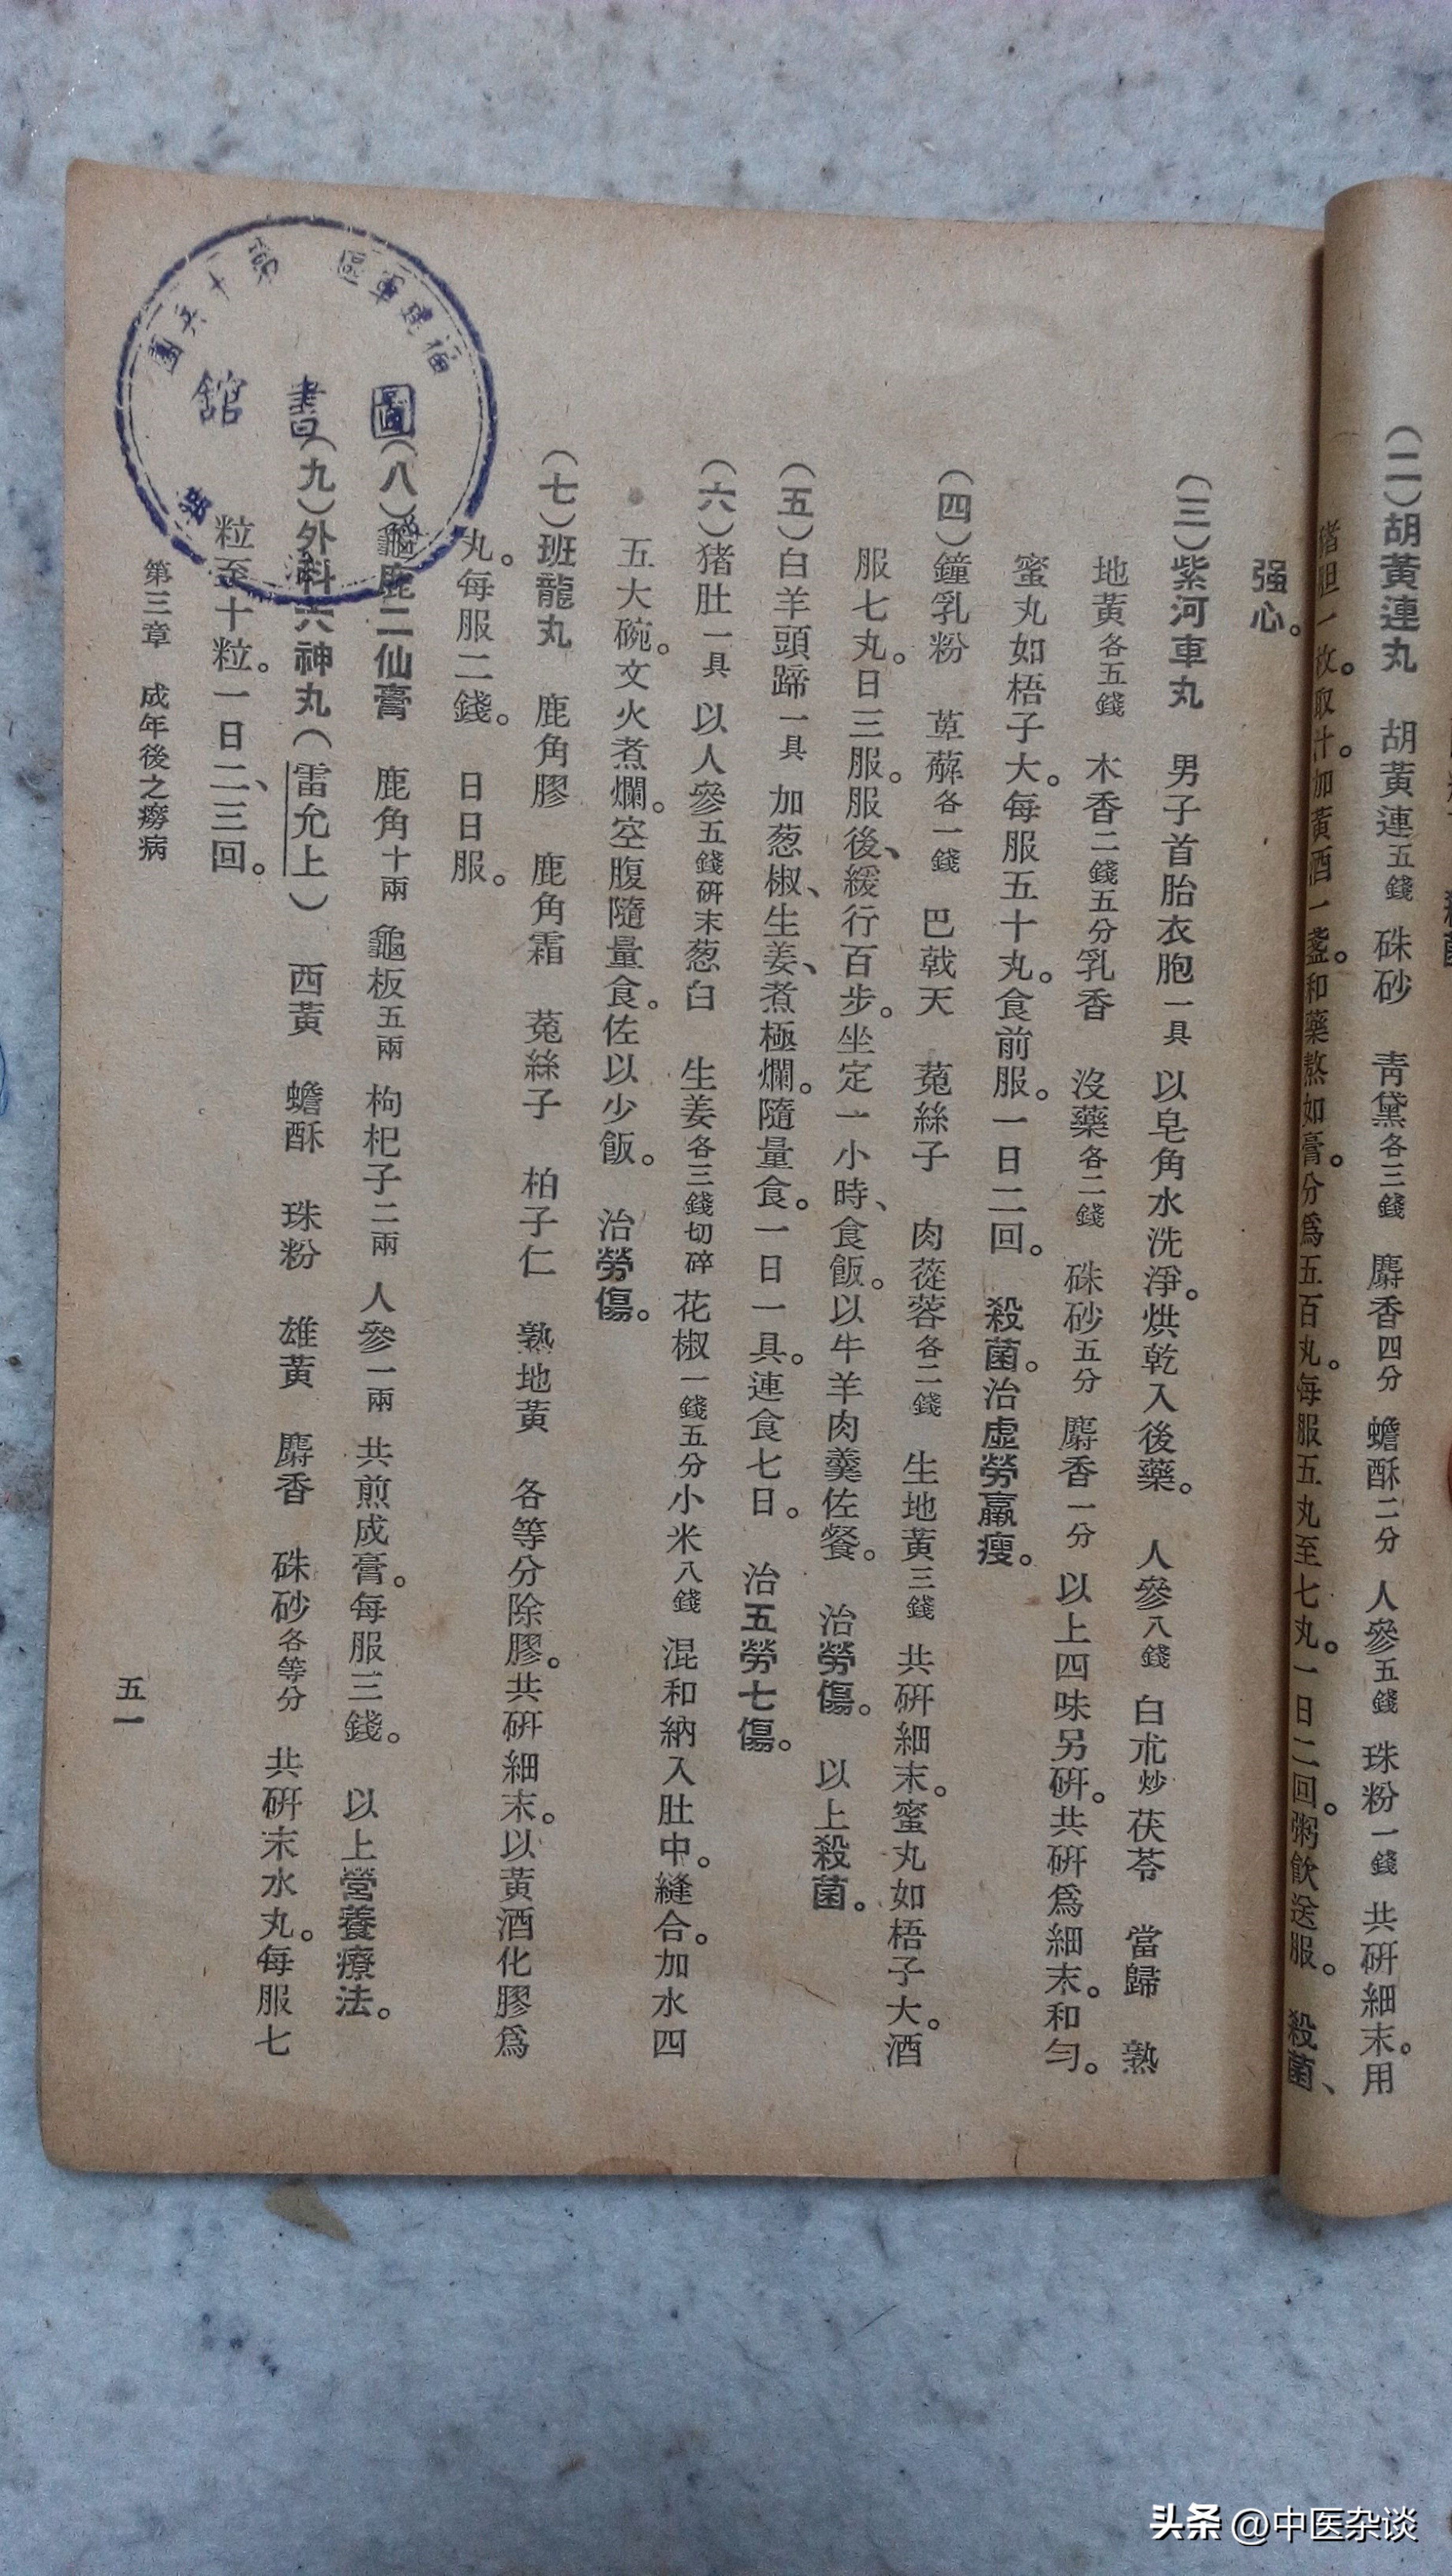 (二)胡黃連丸　胡黃連五錢　硃砂　靑黛各三錢　麝香四分　蟾酥二分　人參五錢　珠粉一錢　共研細末。用
猪胆一枚。取汁。加黃酒一盞。和藥熬如膏。分爲五百丸。每服五丸至七丸。一日二回。粥飮送服。　殺菌、
强心。
(三)紫河車丸　男子首胎衣胞一具　以皂角水洗淨。烘乾入後藥。　人參八錢　白朮炒　茯苓　當歸　熟
地黃各五錢　木香二錢五分　乳香　沒藥各二錢　硃砂五分　麝香一分　以上四味另研。共研爲細末。和勻。
蜜丸如梧子大。每服五十丸。食前服。一日二回。　殺菌。治虛勞羸瘦。
(四)鐘乳粉　萆薢各一錢　巴戟天　菟絲子　肉蓯蓉各二錢　生地黃三錢　共研細末。蜜丸如梧子大。酒
服七丸。日三服。服後、緩行百步。坐定一小時、食飯。以牛羊肉羹佐餐。　治勞傷。　以上殺菌。
(五)白羊頭蹄一具　加葱椒、生姜、煮極爛。隨量食。一日一具。連食七日。　治五勞七傷。
(六)猪肚一具　以人參五錢研末　葱白　生姜各三錢切碎　花椒一錢五分　小米八錢　混和納入肚中。縫合。加水四
五大碗。文火煮爛。空腹隨量食。佐以少飯。　治勞傷。
(七)班龍丸　鹿角膠　鹿角霜　菟絲子　柏子仁　熟地黃　各等分除膠。共研細末。以黃酒化膠爲
丸。每服二錢。　日日服。
(八)龜鹿二仙膏　鹿角十兩　龜板五兩　枸杞子二兩　人參一兩　共煎成膏。每服三錢。　以上營養療法。
(九)外科六神丸(雷允上)　西黃　蟾酥　珠粉　雄黃　麝香　硃砂各等分　共研末水丸。每服七
粒至十粒。一日二、三回。
第三章　成年後之癆病
五一
福建軍區　第十兵團
圖書舘
头条 @中医杂谈